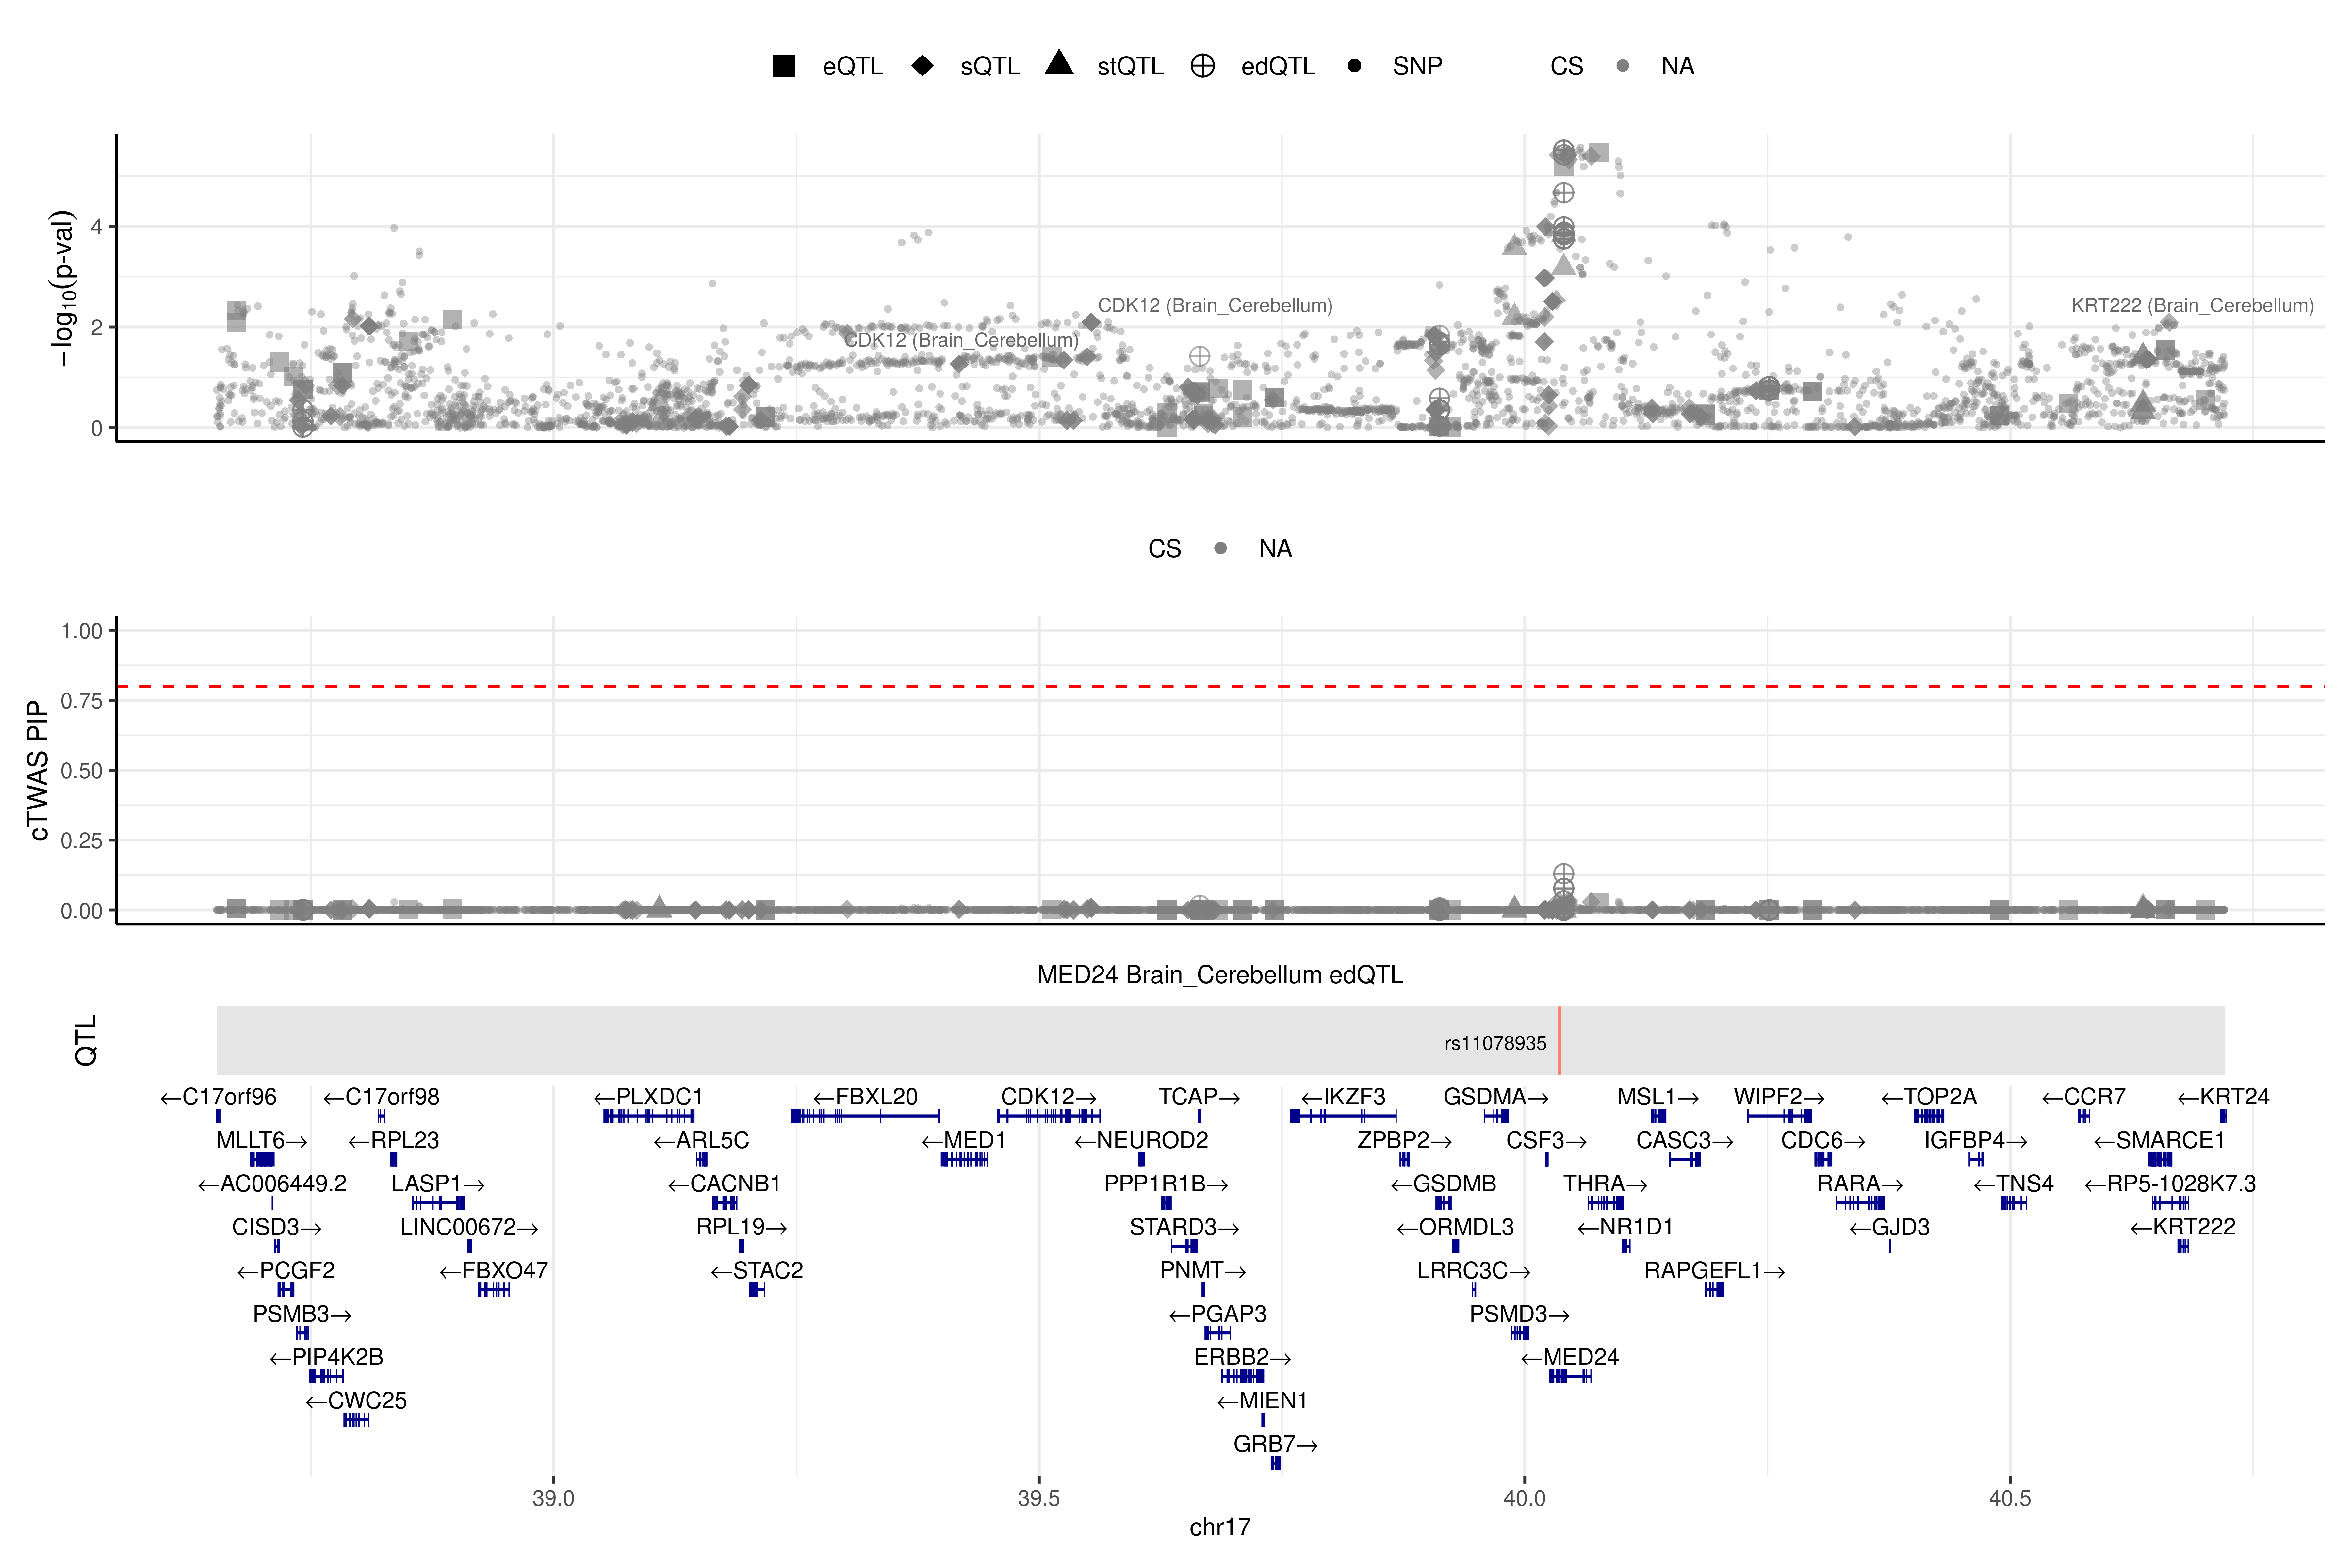 eQTL sQTL stQTL edQTL SNP CS NA
−log10(p-val)
4
2
0
CDK12 (Brain_Cerebellum)
KRT222 (Brain_Cerebellum)
CDK12 (Brain_Cerebellum)
CS NA
cTWAS PIP
1.00
0.75
0.50
0.25
0.00
MED24 Brain_Cerebellum edQTL
QTL
rs11078935
←C17orf96 ←C17orf98 ←PLXDC1 ←FBXL20 CDK12→ TCAP→ ←IKZF3 GSDMA→ MSL1→ WIPF2→ ←TOP2A ←CCR7 ←KRT24
MLLT6→ ←RPL23 ←ARL5C ←MED1 ←NEUROD2 ZPBP2→ CSF3→ CASC3→ CDC6→ IGFBP4→ ←SMARCE1
←AC006449.2 LASP1→ ←CACNB1 PPP1R1B→ ←GSDMB THRA→ RARA→ ←TNS4 ←RP5-1028K7.3
CISD3→ LINC00672→ RPL19→ STARD3→ ←ORMDL3 ←NR1D1 ←GJD3 ←KRT222
←PCGF2 ←FBXO47 ←STAC2 PNMT→ LRRC3C→ RAPGEFL1→
PSMB3→ ←PGAP3 PSMD3→
←PIP4K2B ERBB2→ ←MED24
←CWC25 ←MIEN1
GRB7→
39.0 39.5 40.0 40.5
chr17